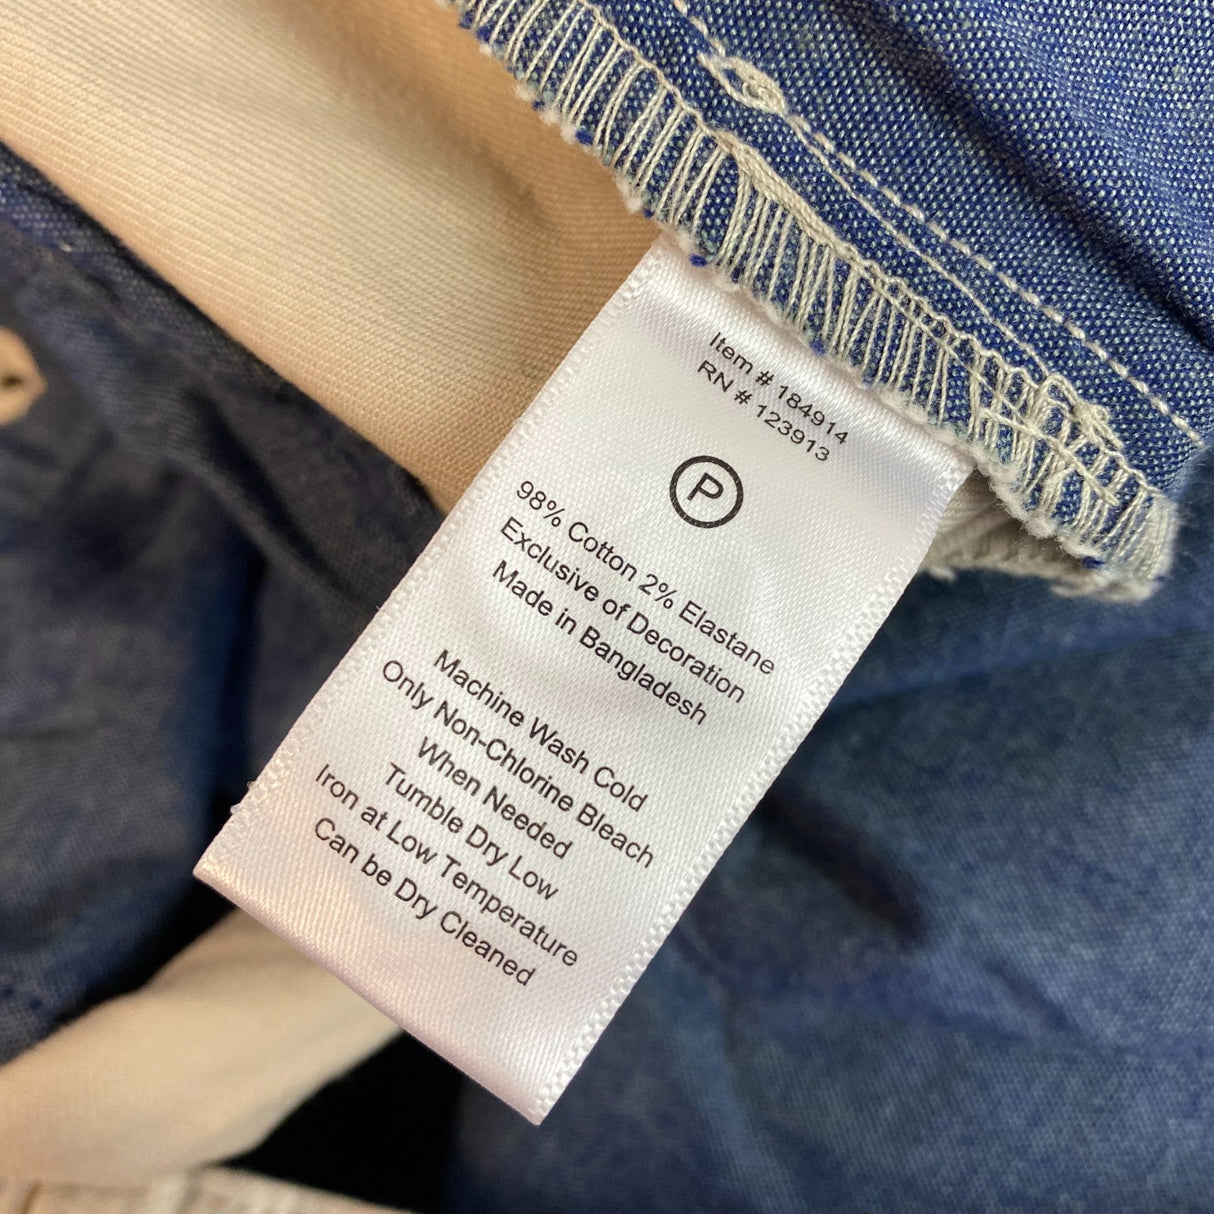 Item # 184914
RN # 123913
P
98% Cotton 2% Elastane
Exclusive of Decoration
Made in Bangladesh
Machine Wash Cold
Only Non-Chlorine Bleach
When Needed
Tumble Dry Low
Iron at Low Temperature
Can be Dry Cleaned